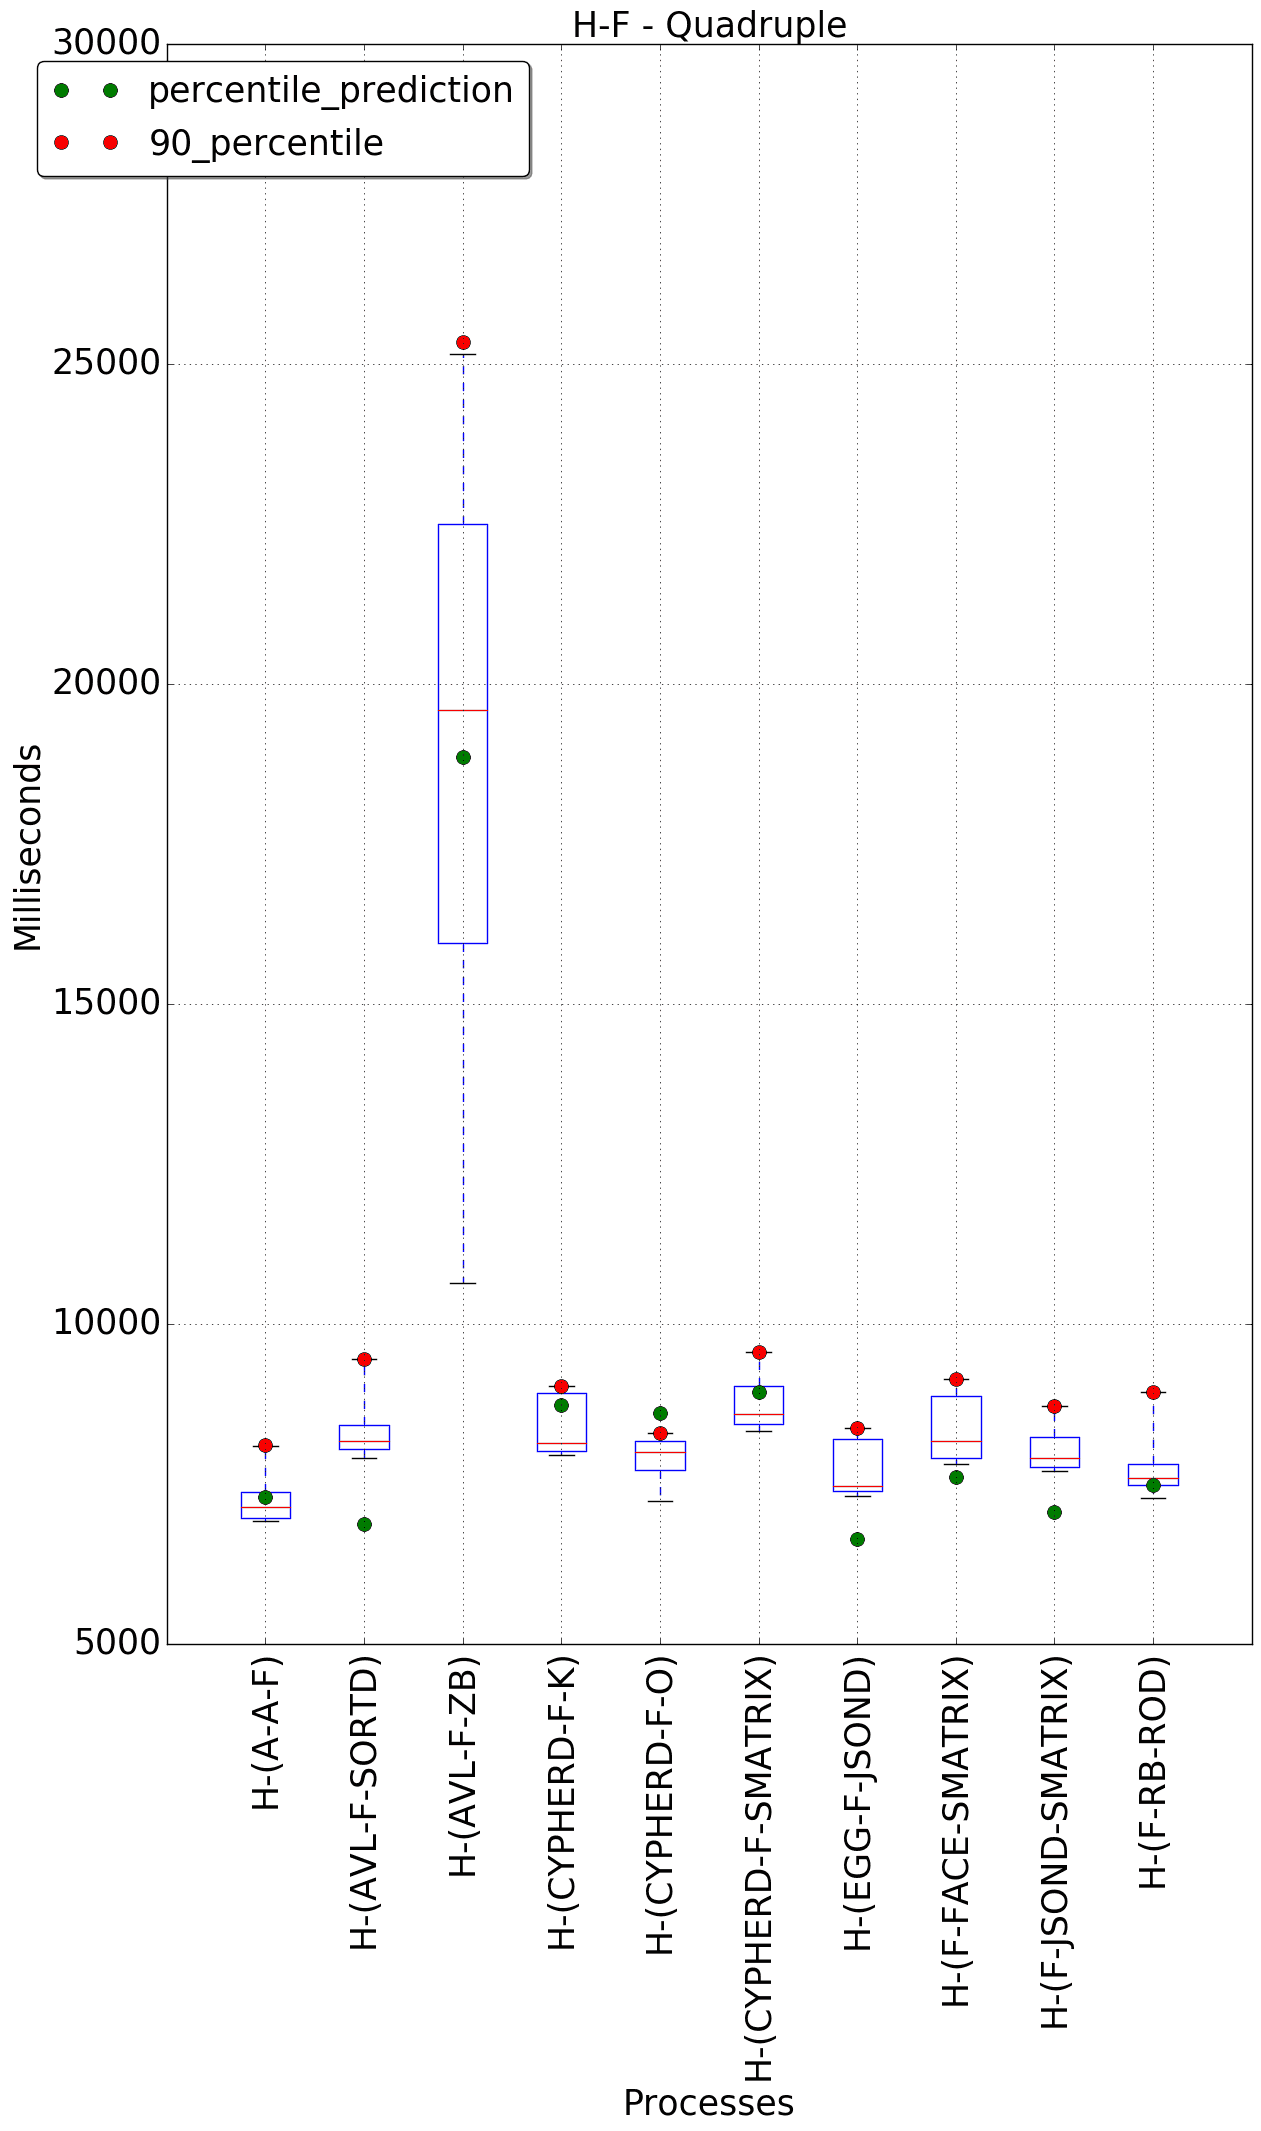 H-F - Quadruple
30000
percentile_prediction
90_percentile
25000
20000
15000
10000
5000
Milliseconds
H-(A-A-F)
H-(AVL-F-SORTD)
H-(AVL-F-ZB)
H-(CYPHERD-F-K)
H-(CYPHERD-F-O)
H-(CYPHERD-F-SMATRIX)
H-(EGG-F-JSOND)
H-(F-FACE-SMATRIX)
H-(F-JSOND-SMATRIX)
H-(F-RB-ROD)
Processes